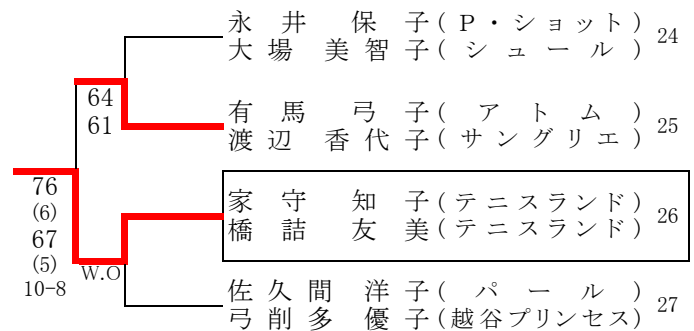 永井 保子(P・ショット) 24
大場 美智子(シュール)
64
61
有馬 弓子(アトム) 25
渡辺 香代子(サングリエ)
76
(6)
67
(5)
10-8
W.O
家守 知子(テニスランド) 26
橋詰 友美(テニスランド)
佐久間 洋子(パール) 27
弓削多 優子(越谷プリンセス)